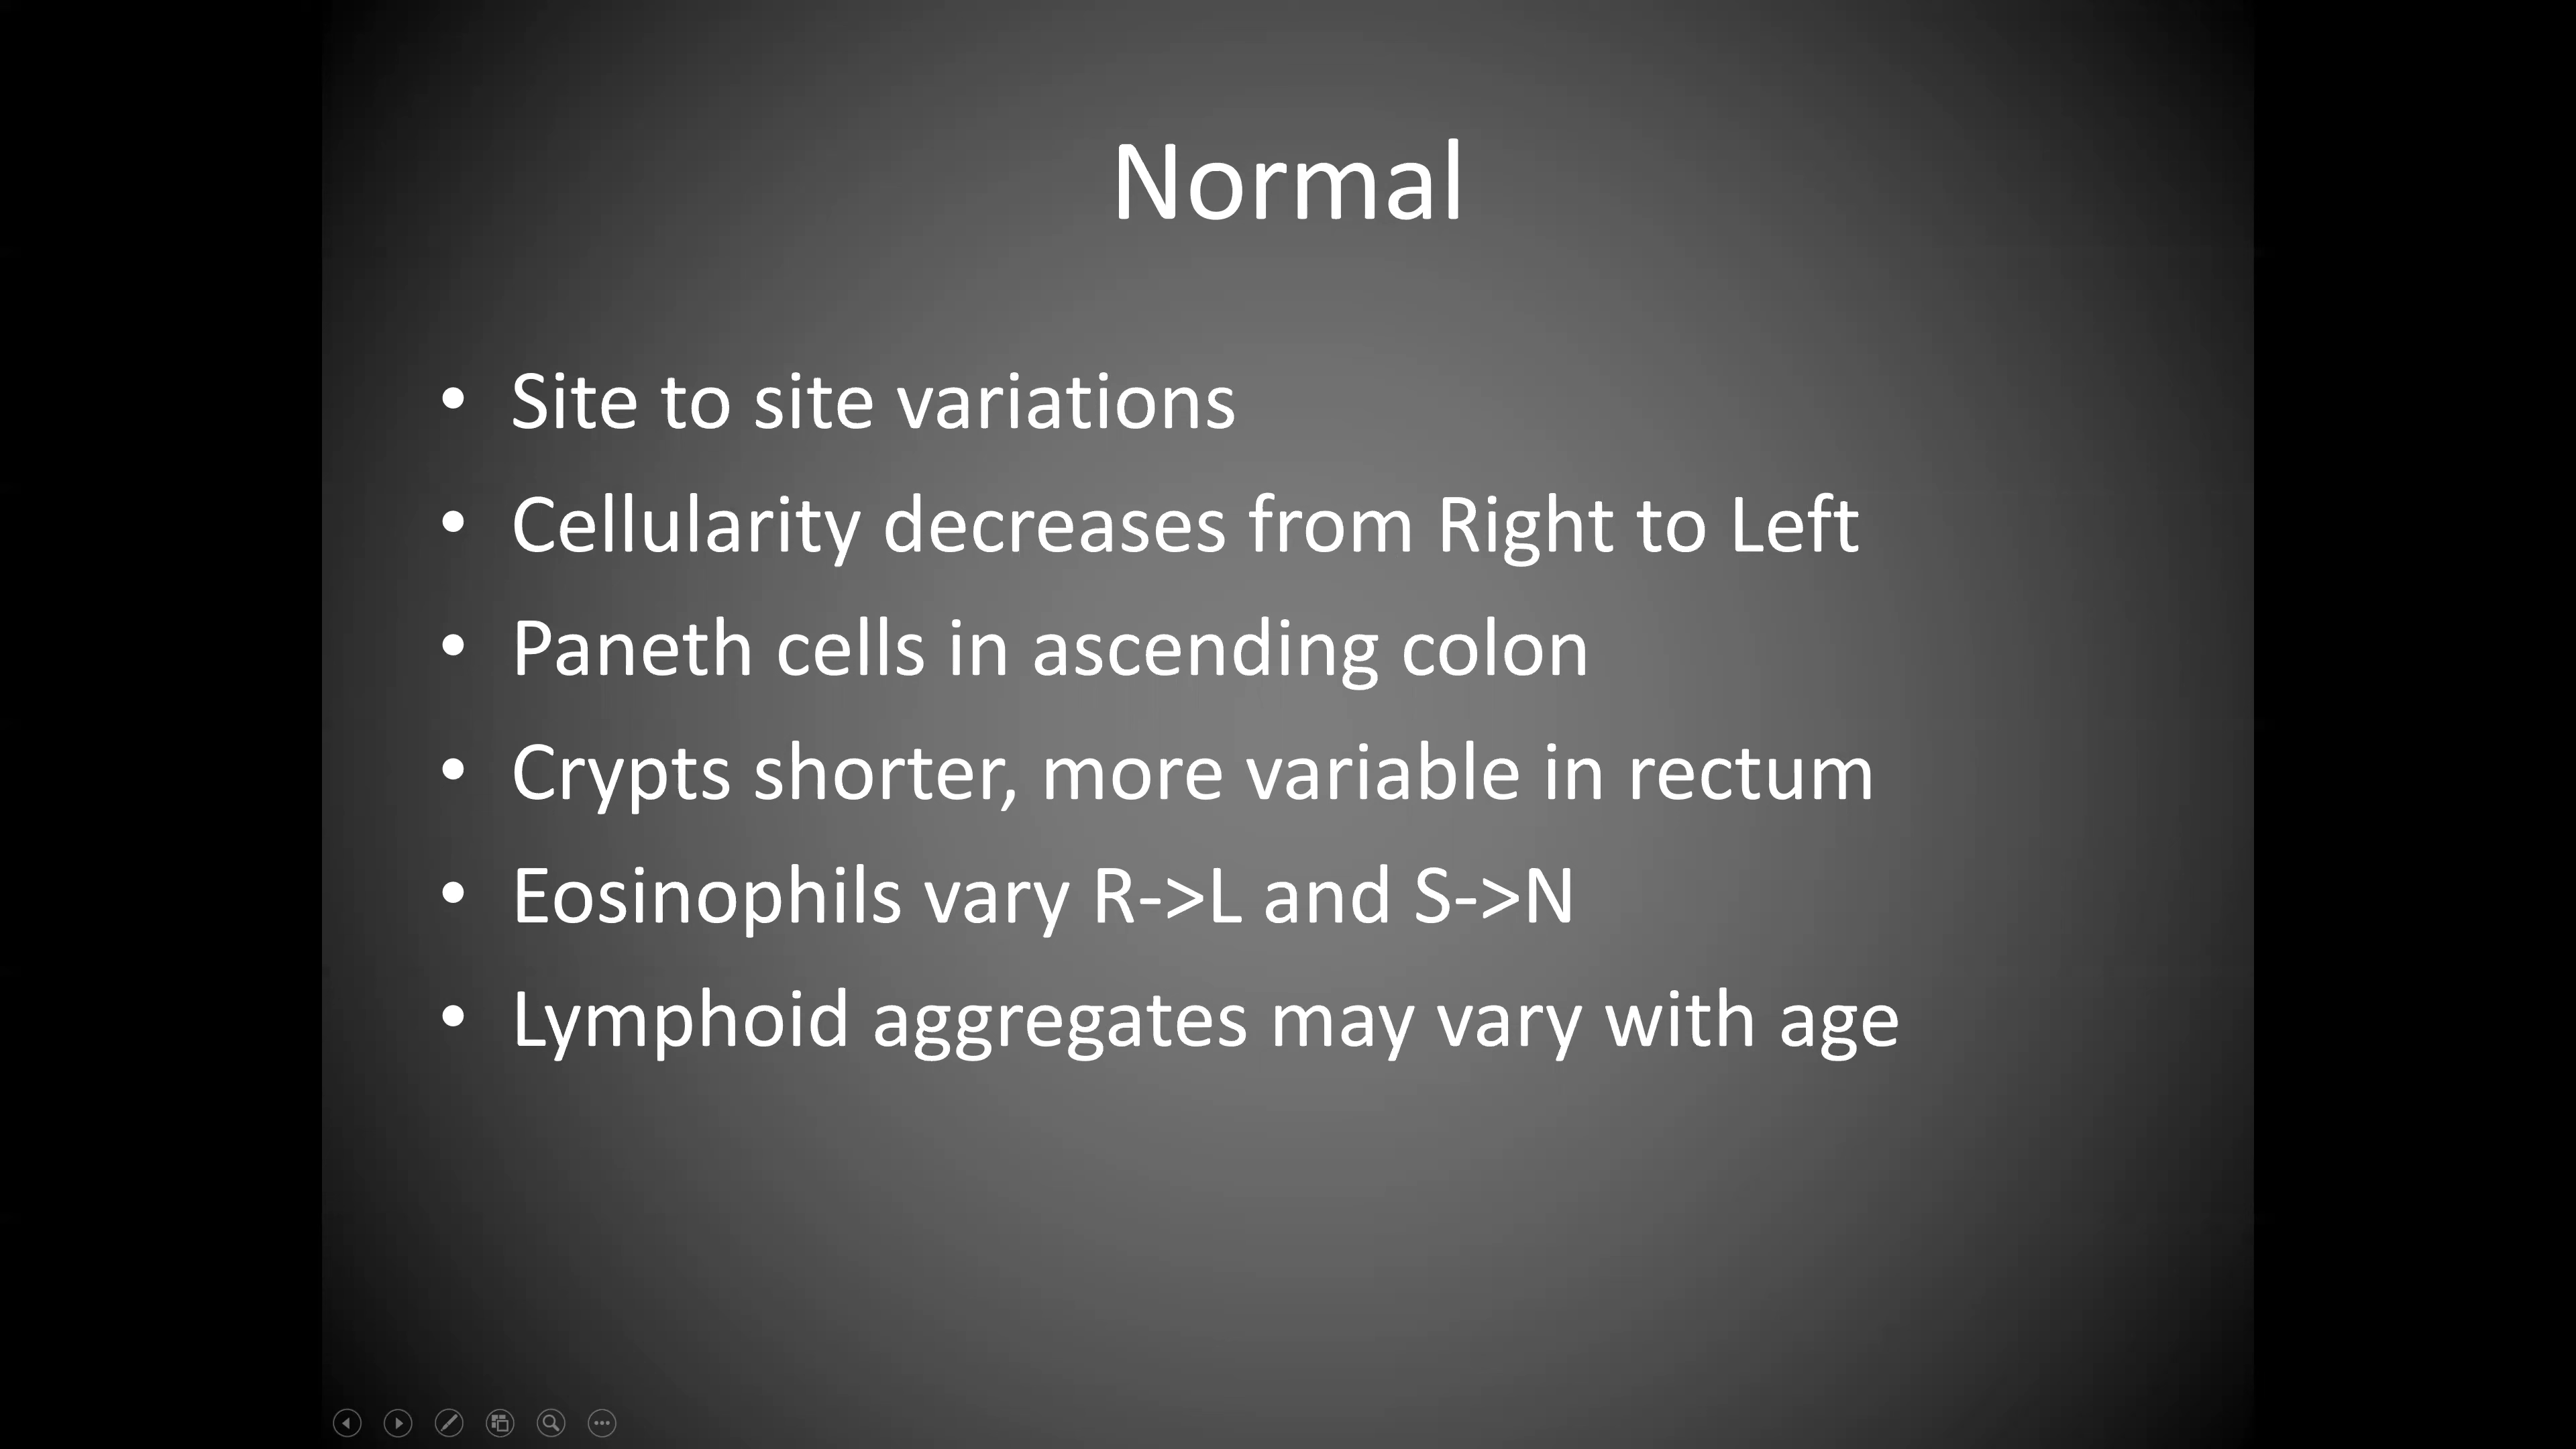 Normal
• Site to site variations
• Cellularity decreases from Right to Left
• Paneth cells in ascending colon
• Crypts shorter, more variable in rectum
• Eosinophils vary R->L and S->N
• Lymphoid aggregates may vary with age